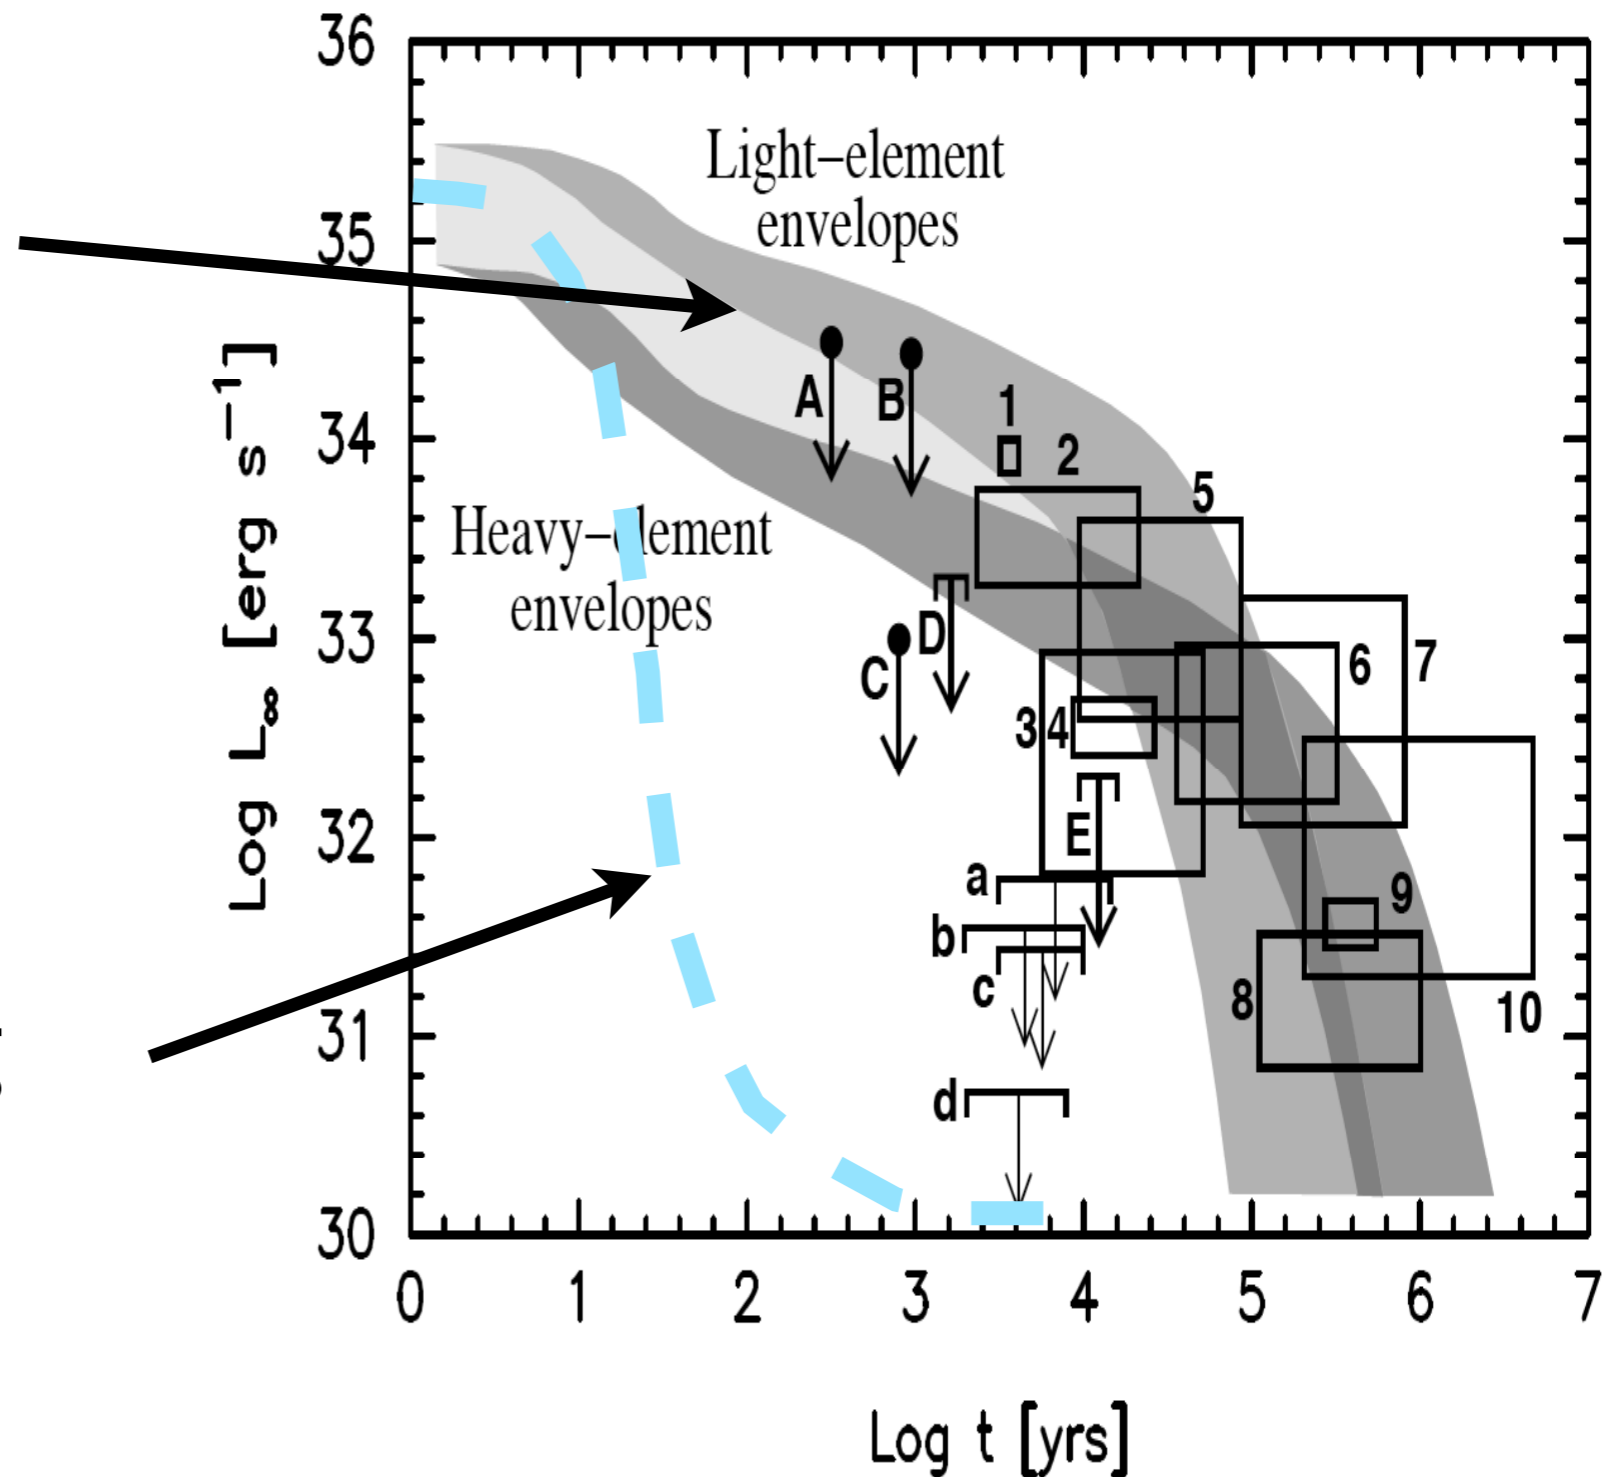 36
35
34
33
32
31
30
Log L∞ [erg s−1]
Light–element
envelopes
Heavy–element
envelopes
A
B
1
2
5
C
D
3
4
6
7
E
a
b
c
d
8
9
10
0 1 2 3 4 5 6 7
Log t [yrs]